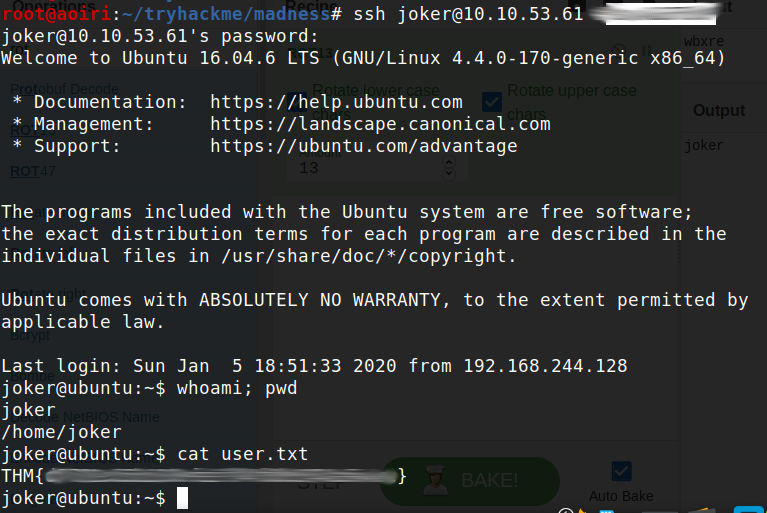 root@aoiri:~/tryhackme/madness# ssh joker@10.10.53.61
joker@10.10.53.61's password:
Welcome to Ubuntu 16.04.6 LTS (GNU/Linux 4.4.0-170-generic x86_64)
* Documentation:  https://help.ubuntu.com
* Management:     https://landscape.canonical.com
* Support:        https://ubuntu.com/advantage
The programs included with the Ubuntu system are free software;
the exact distribution terms for each program are described in the
individual files in /usr/share/doc/*/copyright.
Ubuntu comes with ABSOLUTELY NO WARRANTY, to the extent permitted by
applicable law.
Last login: Sun Jan  5 18:51:33 2020 from 192.168.244.128
joker@ubuntu:~$ whoami; pwd
joker
/home/joker
joker@ubuntu:~$ cat user.txt
THM{ }
joker@ubuntu:~$
Operations
Recipe
wbxre
Protobuf Decode
Rotate lower case chars
Rotate upper case chars
Output
joker
Amount
13
ROT47
right
NetBIOS Name
STEP
BAKE!
Auto Bake